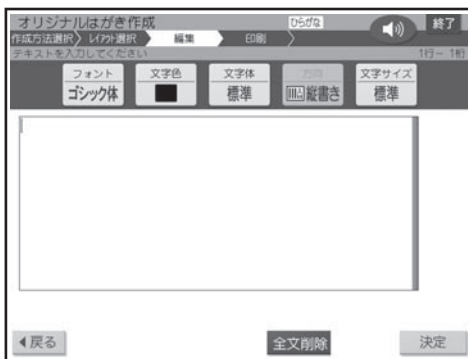 オリジナルはがき作成 ひらがな 終了
作成方法選択 レイアウト選択 編集 印刷
テキストを入力してください 1行- 1桁
フォント 文字色 文字体 方向 文字サイズ
ゴシック体 標準 縦書き 標準
戻る 全文削除 決定